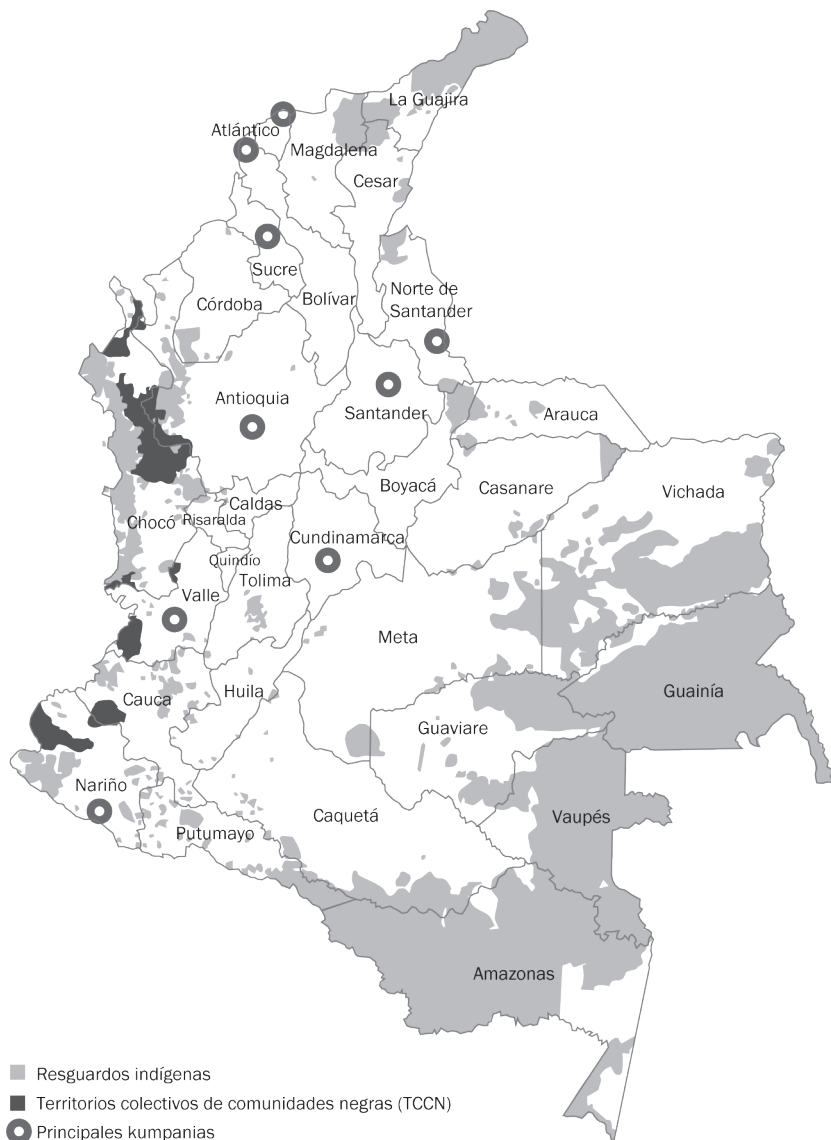 La Guajira
Atlántico
Magdalena
Cesar
Sucre
Norte de
Santander
Córdoba
Bolívar
Antioquia
Santander
Arauca
Boyacá
Casanare
Vichada
Caldas
Chocó
Risaralda
Cundinamarca
Quindío
Tolima
Valle
Meta
Cauca
Huila
Guainía
Guaviare
Nariño
Caquetá
Vaupés
Putumayo
Amazonas
Resguardos indígenas
Territorios colectivos de comunidades negras (TCCN)
Principales kumpanias